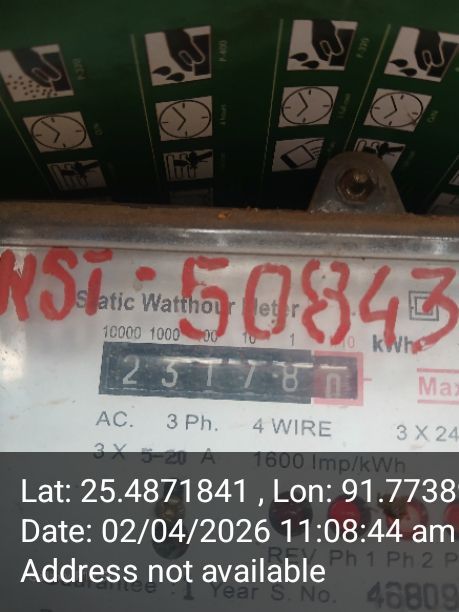 NST - 50843
Static Watthour Meter
10000 1000 100 10 1 kWh
2 3 1 7 8 0
Max
AC. 3 Ph. 4 WIRE 3 X 24
3 X 5-20 A 1600 Imp/kWh
Lat: 25.4871841 , Lon: 91.7738
Date: 02/04/2026 11:08:44 am
Address not available
REV Ph 1 Ph 2 P
Guarantee : 1 Year S. No. 46809